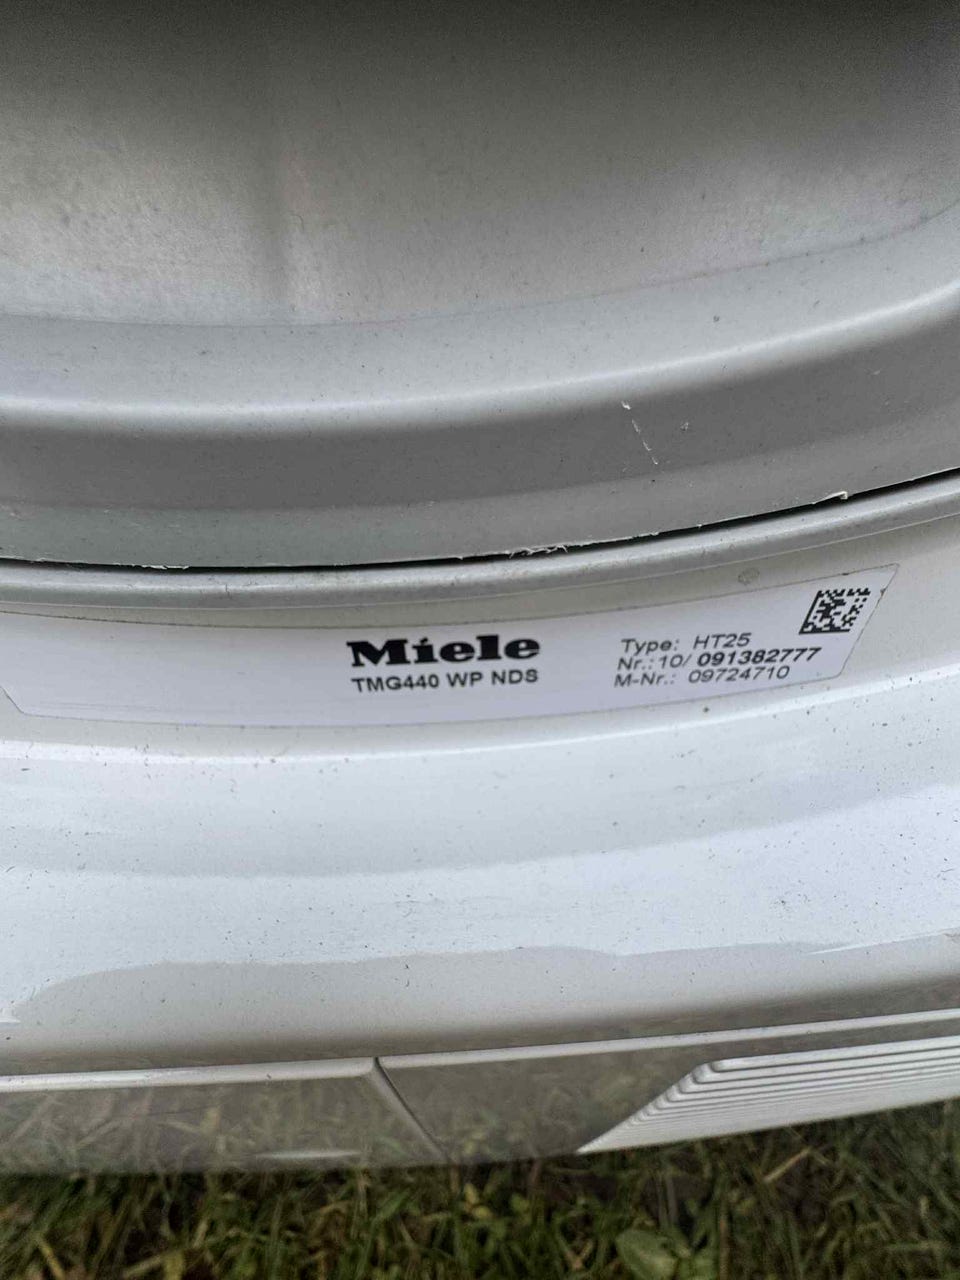 Miele
TMG440 WP NDS
Type: HT25
Nr.: 10/ 091382777
M-Nr.: 09724710